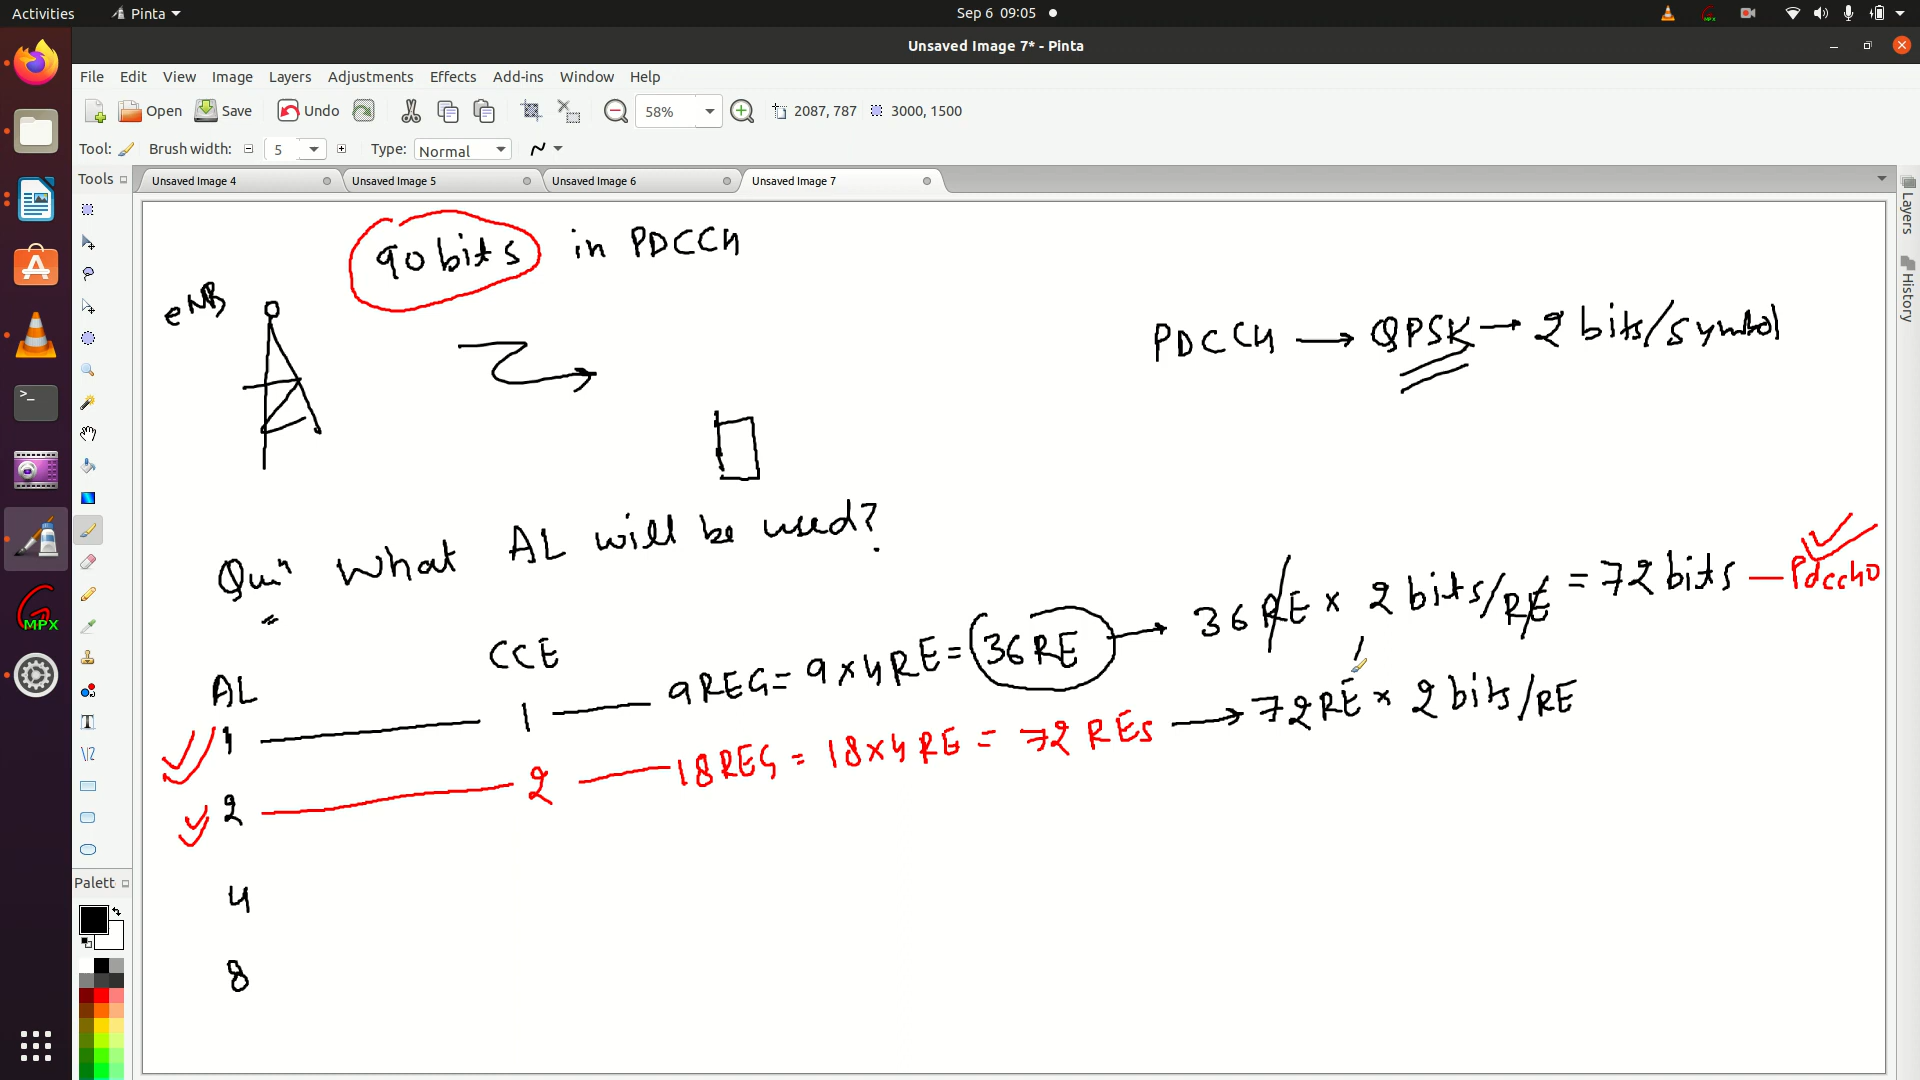 Activities
Pinta
Sep 6 09:05
Unsaved Image 7* - Pinta
File Edit View Image Layers Adjustments Effects Add-ins Window Help
Open Save Undo 58% 2087, 787 3000, 1500
Tool: Brush width: 5 Type: Normal
Tools
Unsaved Image 4
Unsaved Image 5
Unsaved Image 6
Unsaved Image 7
Layers
History
90 bits in PDCCH
eNB
PDCCH → QPSK → 2 bits/symbol
Qui" What AL will be used?
AL CCE
1 1 9REG = 9×4RE = 36RE → 36RE × 2 bits/RE = 72 bits — Pdcch0
2 2 18REG = 18×4RE = 72 REs → 72RE × 2 bits/RE
4
8
MPX
Palett